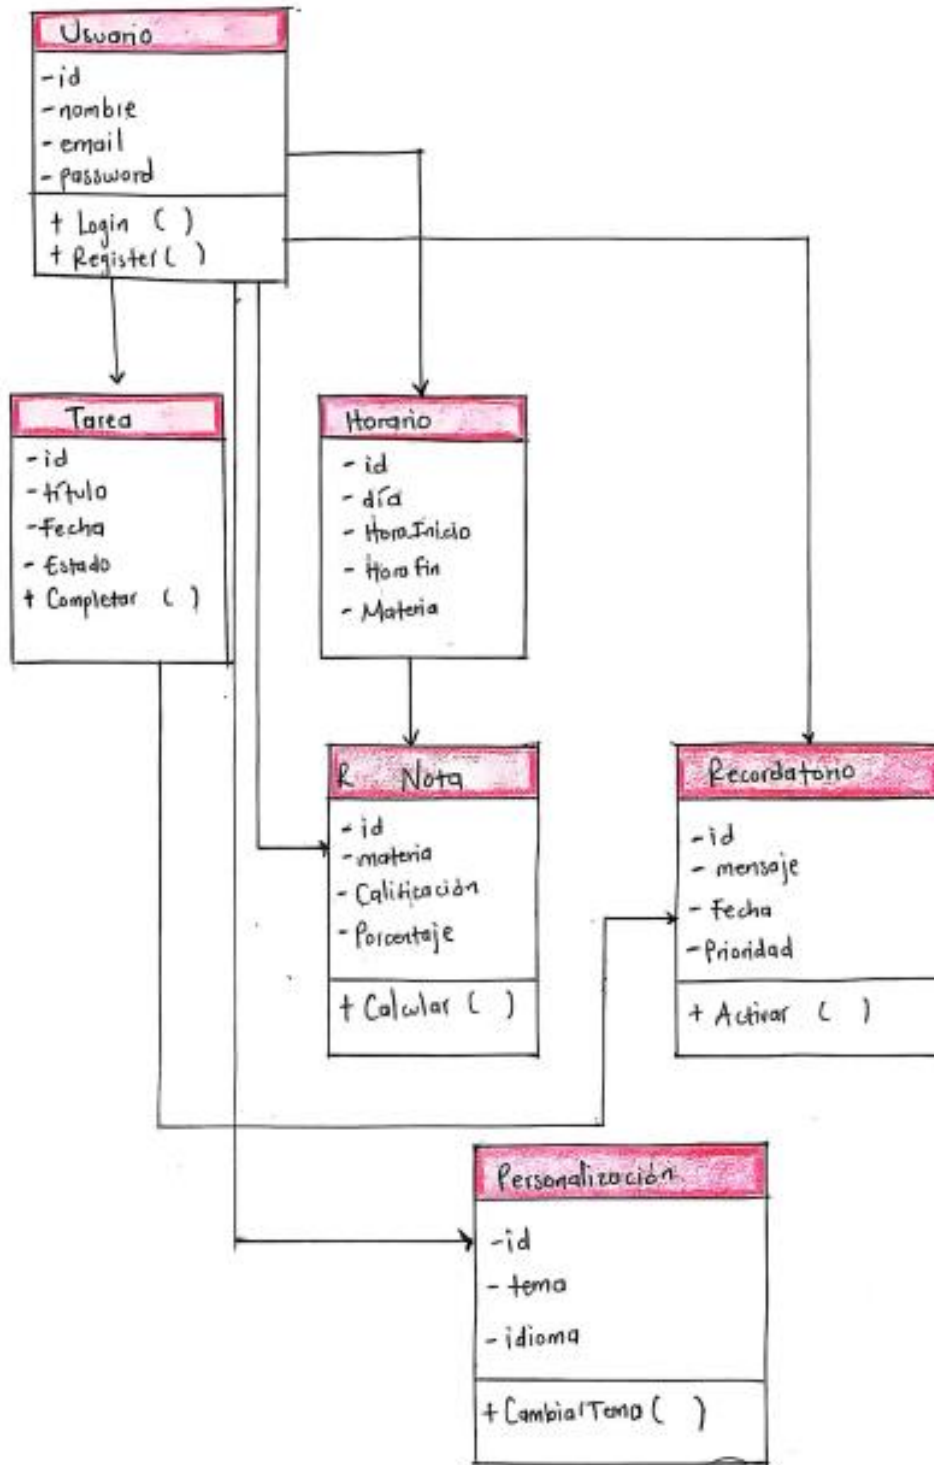 Usuario
-id
-nombre
-email
-password
+ Login ( )
+ Register ( )
Tarea
-id
-título
-Fecha
-Estado
+ Completar ( )
Horario
-id
-día
-HoraInicio
-Hora fin
-Materia
R Nota
-id
-materia
-Calificación
-Porcentaje
+ Calcular ( )
Recordatorio
-id
-mensaje
-Fecha
-Prioridad
+ Activar ( )
Personalización
-id
-tema
-idioma
+ CambiarTema ( )